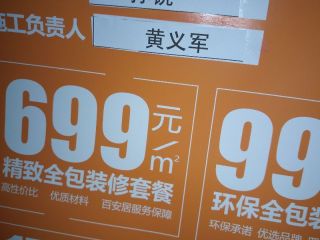 施工负责人
黄义军
699元/m²
精致全包装修套餐
高性价比 优质材料 百安居服务保障
99
环保全包装
环保承诺 优选品牌